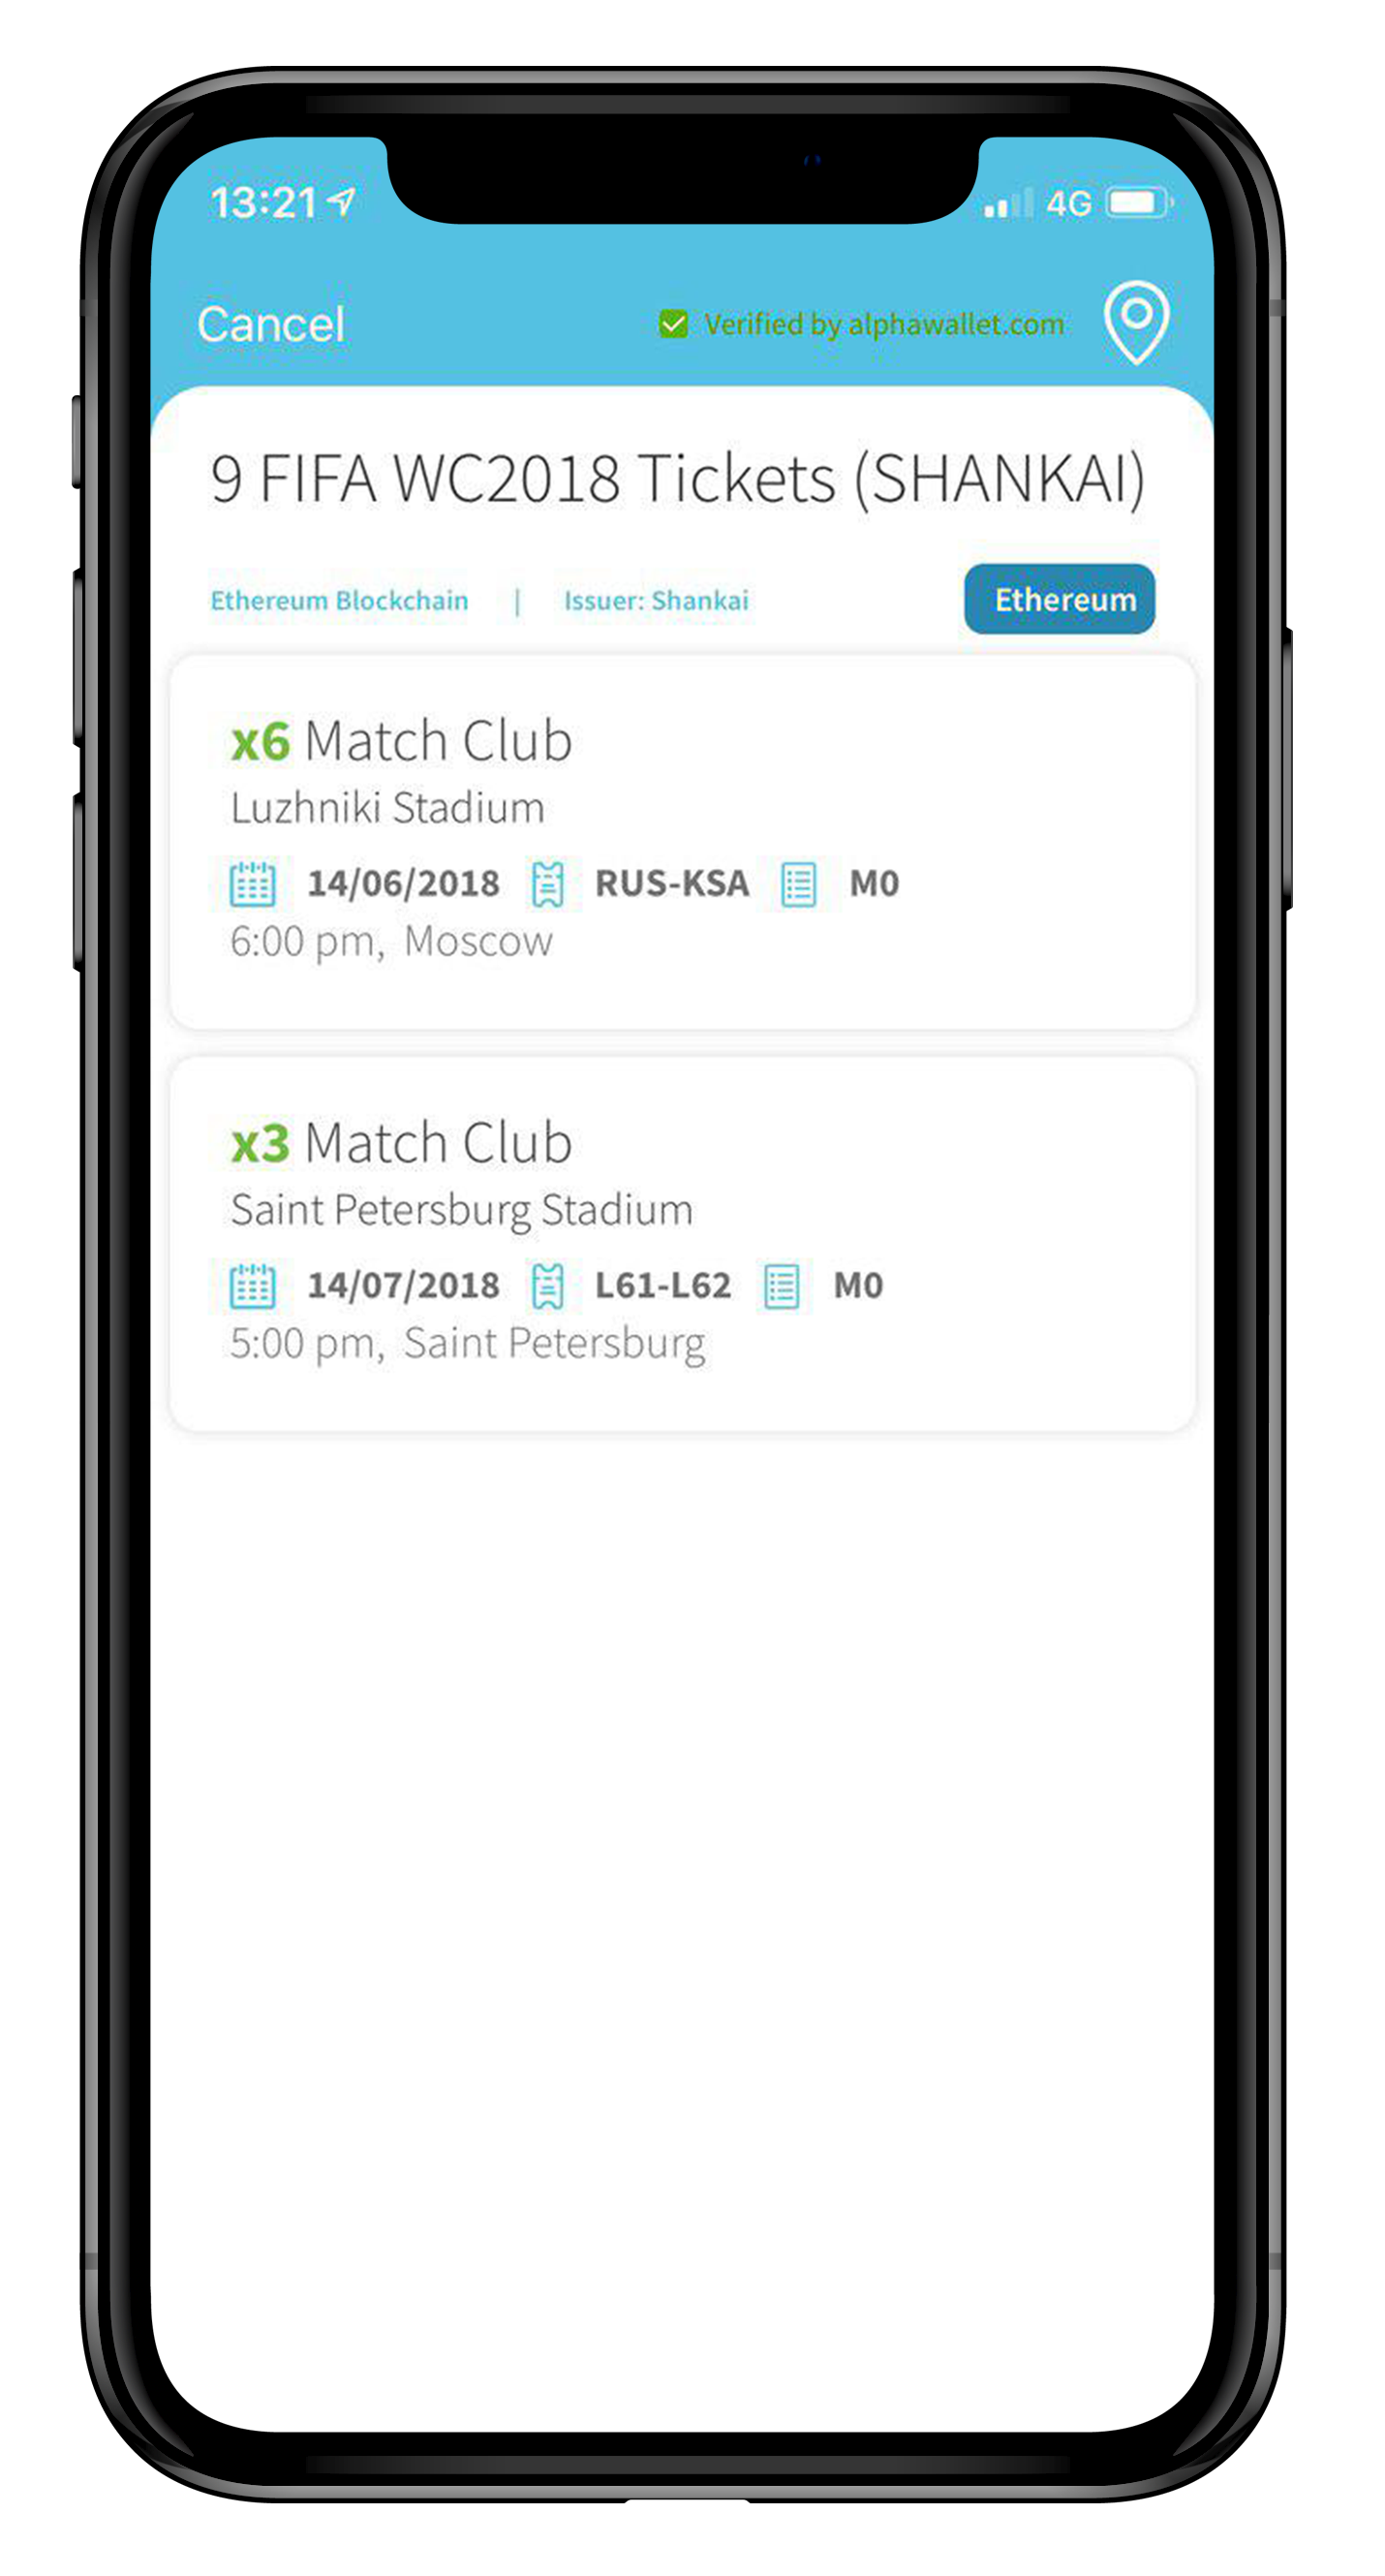 13:21 4G
Cancel Verified by alphawallet.com
9 FIFA WC2018 Tickets (SHANKAI)
Ethereum Blockchain | Issuer: Shankai Ethereum
x6 Match Club
Luzhniki Stadium
14/06/2018 RUS-KSA M0
6:00 pm, Moscow
x3 Match Club
Saint Petersburg Stadium
14/07/2018 L61-L62 M0
5:00 pm, Saint Petersburg